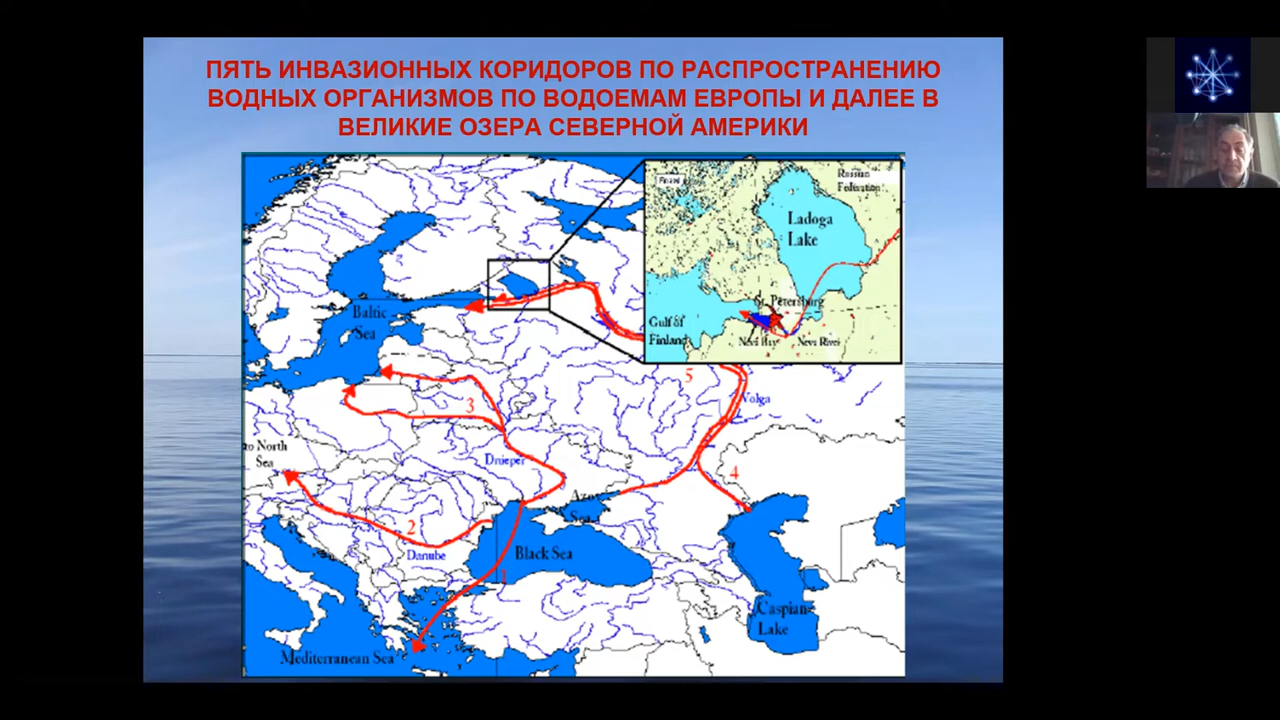 ПЯТЬ ИНВАЗИОННЫХ КОРИДОРОВ ПО РАСПРОСТРАНЕНИЮ
ВОДНЫХ ОРГАНИЗМОВ ПО ВОДОЕМАМ ЕВРОПЫ И ДАЛЕЕ В
ВЕЛИКИЕ ОЗЕРА СЕВЕРНОЙ АМЕРИКИ
Russian
Federation
Ladoga
Lake
St. Petersburg
Gulf of
Finland
Neva Bay
Neva River
Baltic
Sea
5
Volga
3
to North
Sea
Dnieper
4
Azov
Sea
2
Danube
Black Sea
1
Caspian
Lake
Mediterranean Sea